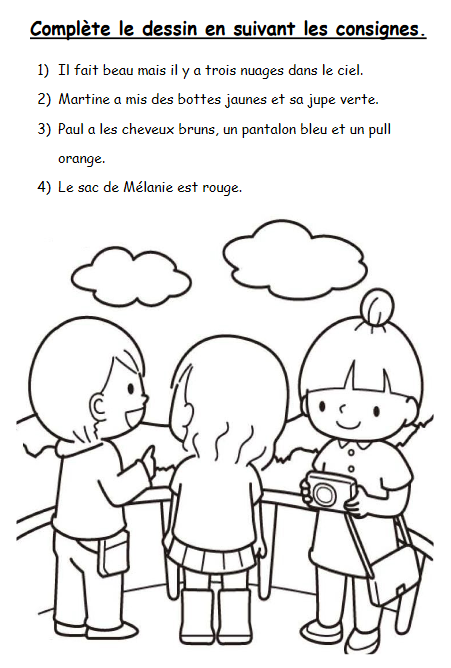 Complète le dessin en suivant les consignes.
1) Il fait beau mais il y a trois nuages dans le ciel.
2) Martine a mis des bottes jaunes et sa jupe verte.
3) Paul a les cheveux bruns, un pantalon bleu et un pull
orange.
4) Le sac de Mélanie est rouge.